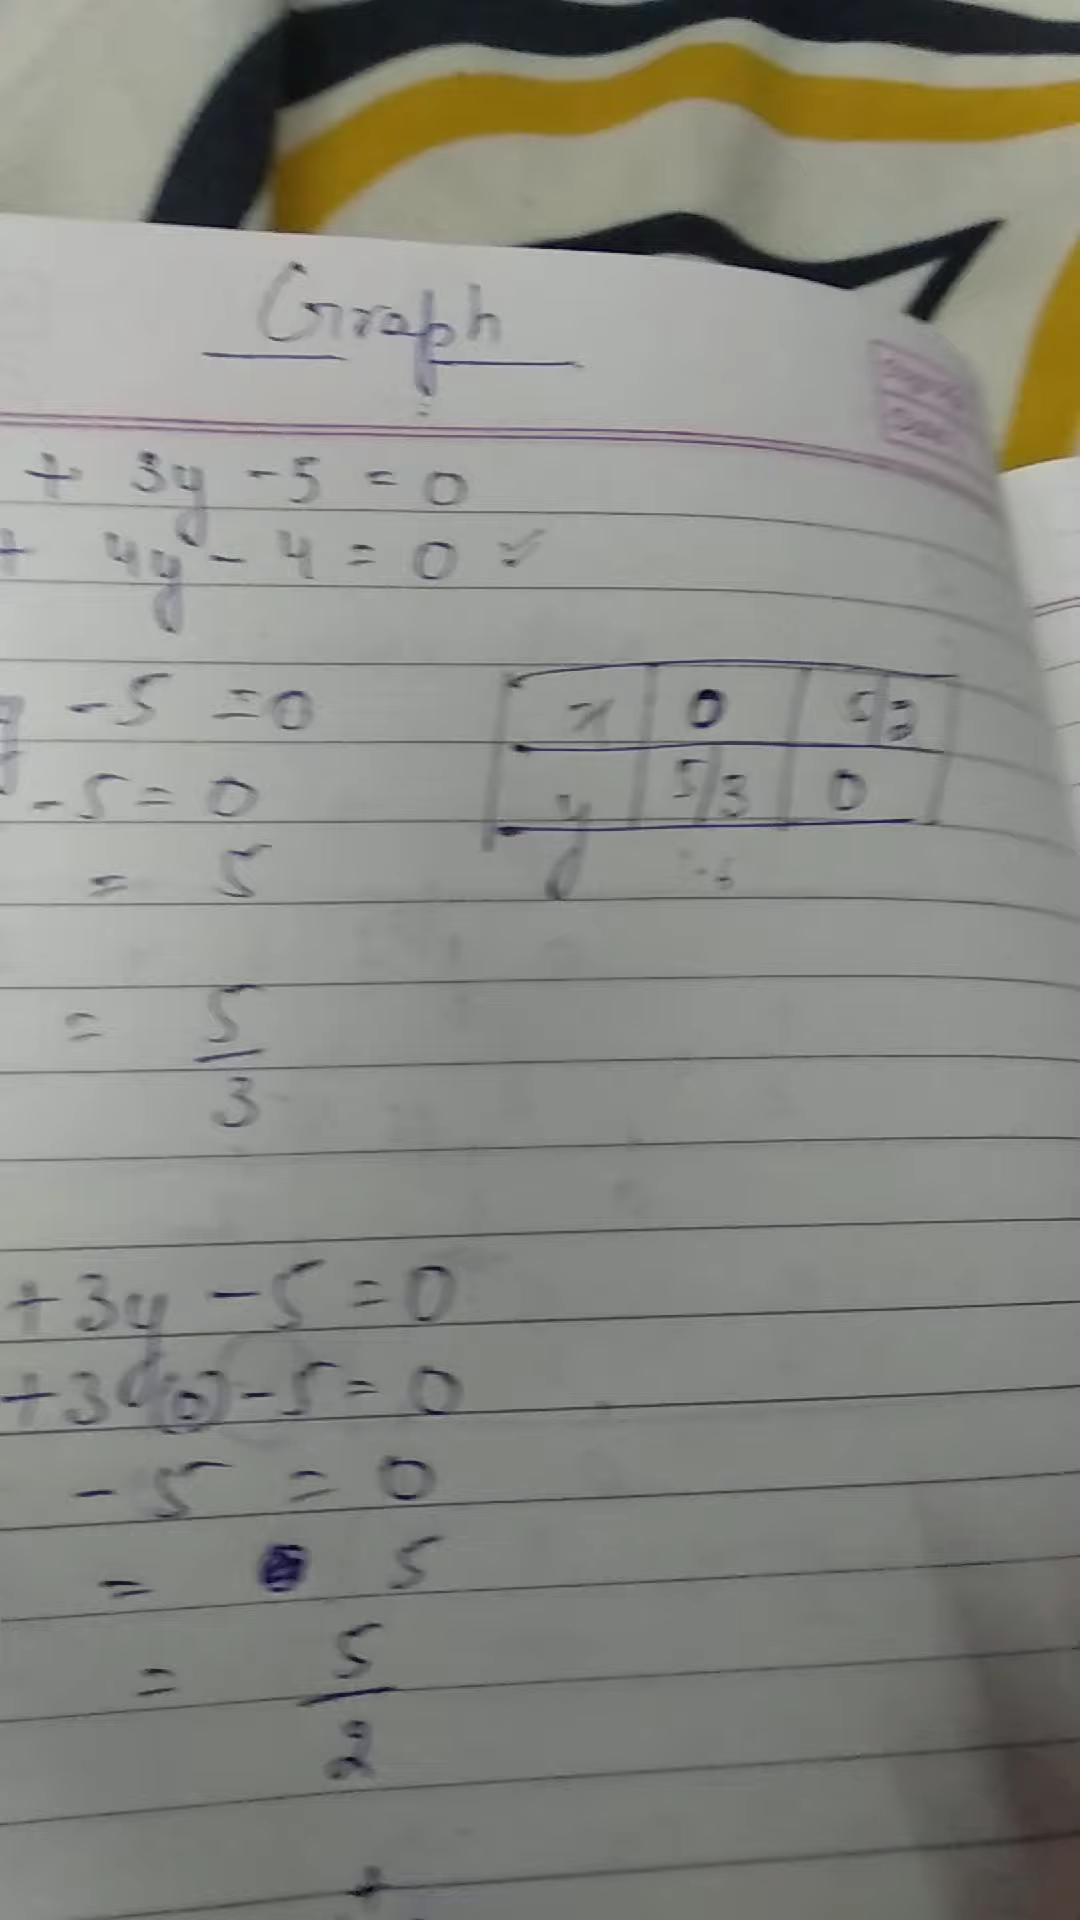 Graph
+ 3y - 5 = 0
+ 4y - 4 = 0 ✓
- 5 = 0
x 0 5/2
- 5 = 0
y 5/3 0
= 5
= 5/3
+ 3y - 5 = 0
+ 3(0) - 5 = 0
- 5 = 0
= 5
= 5/2